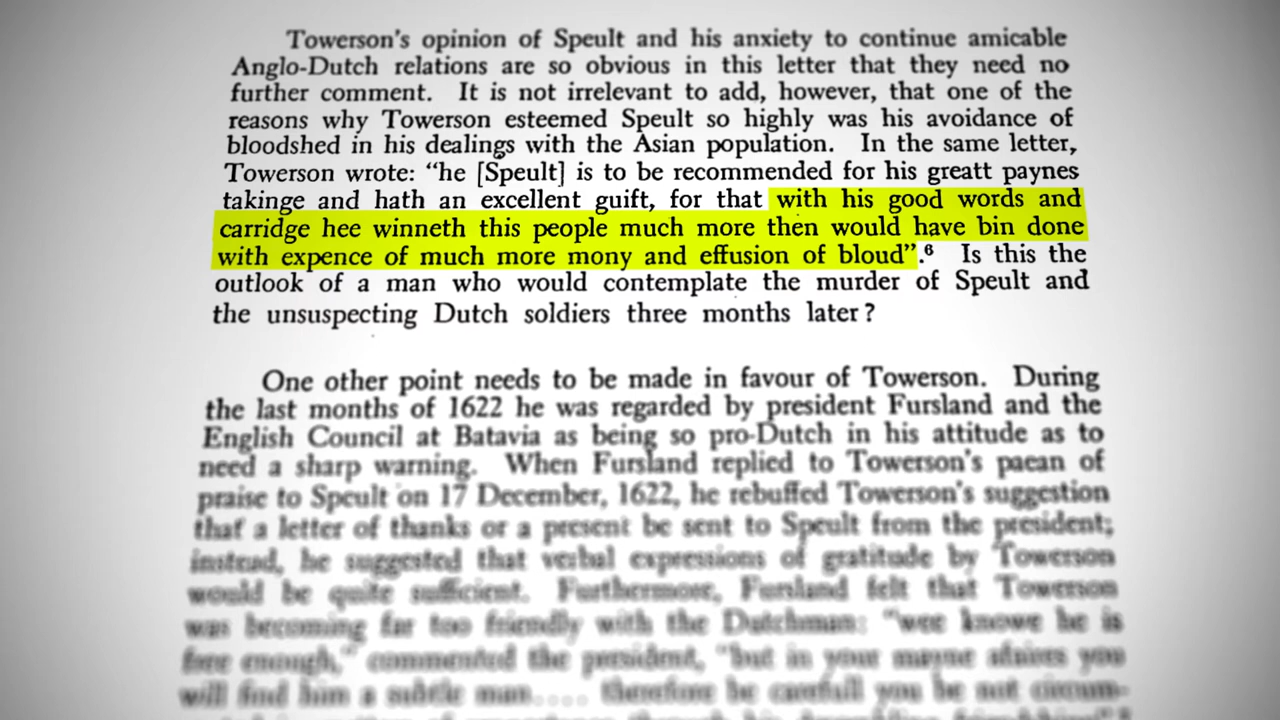 Towerson's opinion of Speult and his anxiety to continue amicable
Anglo-Dutch relations are so obvious in this letter that they need no
further comment. It is not irrelevant to add, however, that one of the
reasons why Towerson esteemed Speult so highly was his avoidance of
bloodshed in his dealings with the Asian population. In the same letter,
Towerson wrote: “he [Speult] is to be recommended for his greatt paynes
takinge and hath an excellent guift, for that with his good words and
carridge hee winneth this people much more then would have bin done
with expence of much more mony and effusion of bloud”.⁶ Is this the
outlook of a man who would contemplate the murder of Speult and
the unsuspecting Dutch soldiers three months later?
One other point needs to be made in favour of Towerson. During
the last months of 1622 he was regarded by president Fursland and the
English Council at Batavia as being so pro-Dutch in his attitude as to
need a sharp warning. When Fursland replied to Towerson's paean of
praise to Speult on 17 December, 1622, he rebuffed Towerson's suggestion
that a letter of thanks or a present be sent to Speult from the president;
instead, he suggested that verbal expressions of gratitude by Towerson
would be quite sufficient. Furthermore, Fursland felt that Towerson
was becoming far too friendly with the Dutchman: “wee knowe he is
enough,” commented the president, “but in your you
will find him a subtle man..... therefore be carefull you be not circum-